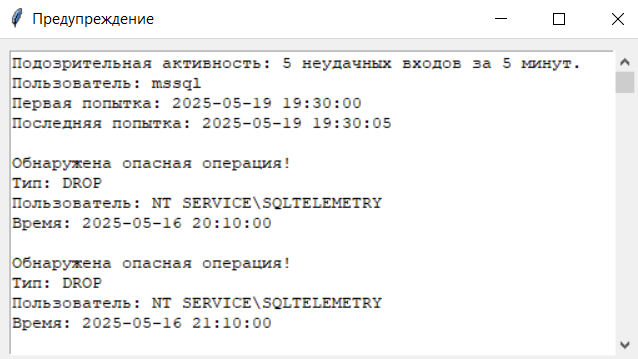 Предупреждение
Подозрительная активность: 5 неудачных входов за 5 минут.
Пользователь: mssql
Первая попытка: 2025-05-19 19:30:00
Последняя попытка: 2025-05-19 19:30:05
Обнаружена опасная операция!
Тип: DROP
Пользователь: NT SERVICE\SQLTELEMETRY
Время: 2025-05-16 20:10:00
Обнаружена опасная операция!
Тип: DROP
Пользователь: NT SERVICE\SQLTELEMETRY
Время: 2025-05-16 21:10:00